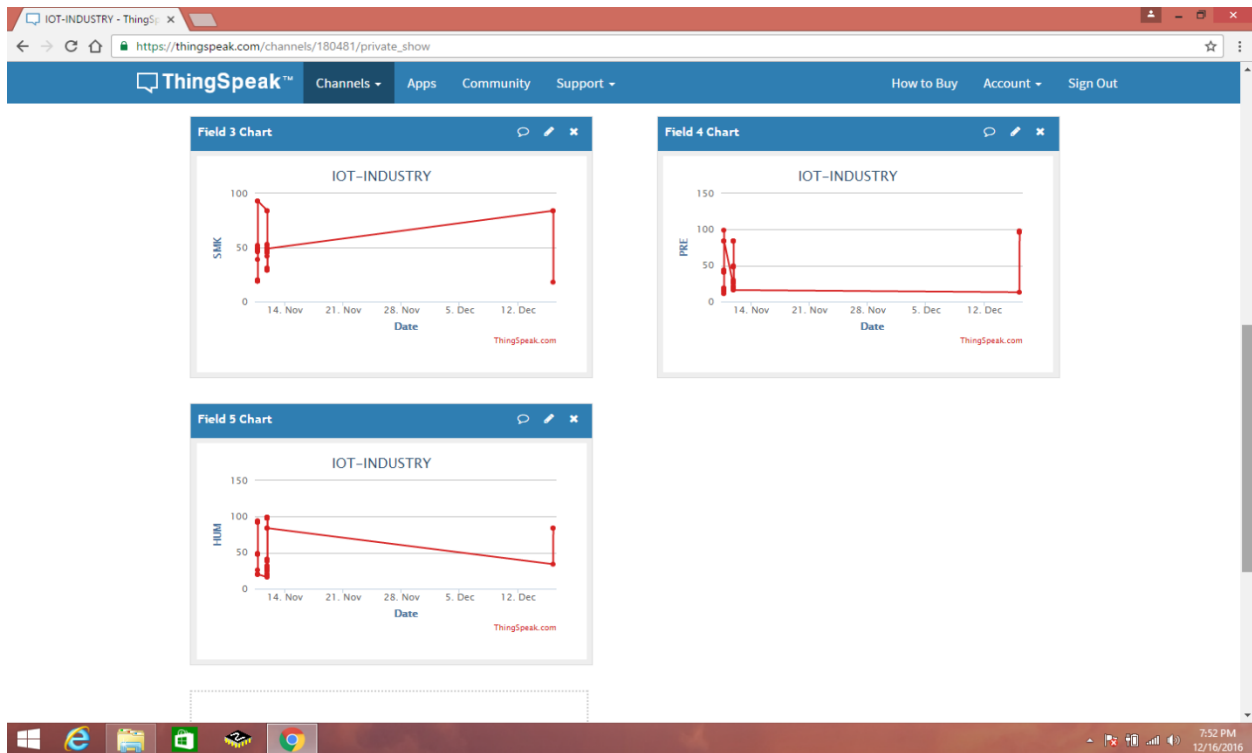 IOT-INDUSTRY - ThingSp
https://thingspeak.com/channels/180481/private_show
ThingSpeak™ Channels Apps Community Support How to Buy Account Sign Out
Field 3 Chart
IOT-INDUSTRY
100
50
0
SMK
14. Nov 21. Nov 28. Nov 5. Dec 12. Dec
Date
ThingSpeak.com
Field 4 Chart
IOT-INDUSTRY
150
100
50
0
PRE
14. Nov 21. Nov 28. Nov 5. Dec 12. Dec
Date
ThingSpeak.com
Field 5 Chart
IOT-INDUSTRY
150
100
50
0
HUM
14. Nov 21. Nov 28. Nov 5. Dec 12. Dec
Date
ThingSpeak.com
7:52 PM
12/16/2016